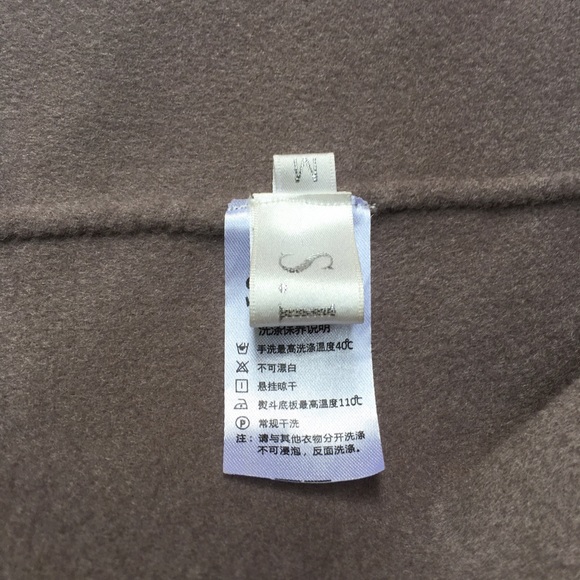 M
S
洗涤保养说明
手洗最高洗涤温度40℃
不可漂白
悬挂晾干
熨斗底板最高温度110℃
P 常规干洗
注：请与其他衣物分开洗涤
不可浸泡，反面洗涤。